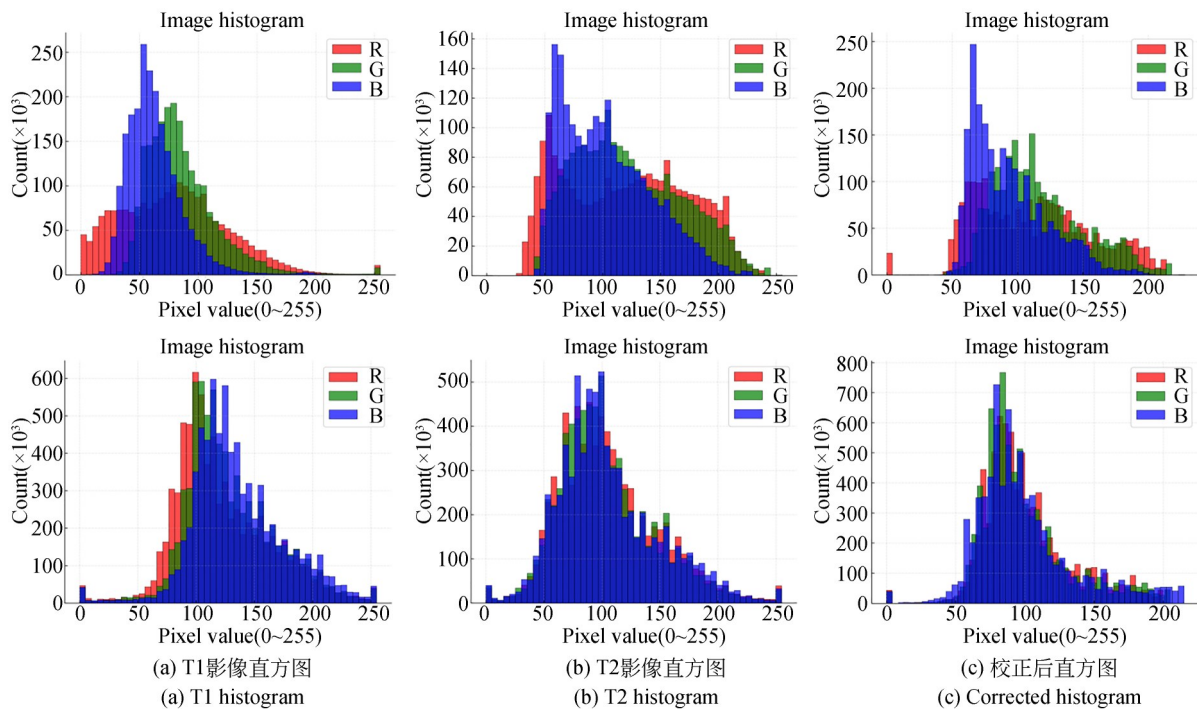 Image histogram
R
G
B
Count(×10³)
250
200
150
100
50
0
0 50 100 150 200 250
Pixel value(0~255)
Image histogram
R
G
B
Count(×10³)
160
140
120
100
80
60
40
20
0
0 50 100 150 200 250
Pixel value(0~255)
Image histogram
R
G
B
Count(×10³)
250
200
150
100
50
0
0 50 100 150 200
Pixel value(0~255)
Image histogram
R
G
B
Count(×10³)
600
500
400
300
200
100
0
0 50 100 150 200 250
Pixel value(0~255)
Image histogram
R
G
B
Count(×10³)
500
400
300
200
100
0
0 50 100 150 200 250
Pixel value(0~255)
Image histogram
R
G
B
Count(×10³)
800
700
600
500
400
300
200
100
0
0 50 100 150 200
Pixel value(0~255)
(a) T1影像直方图
(a) T1 histogram
(b) T2影像直方图
(b) T2 histogram
(c) 校正后直方图
(c) Corrected histogram